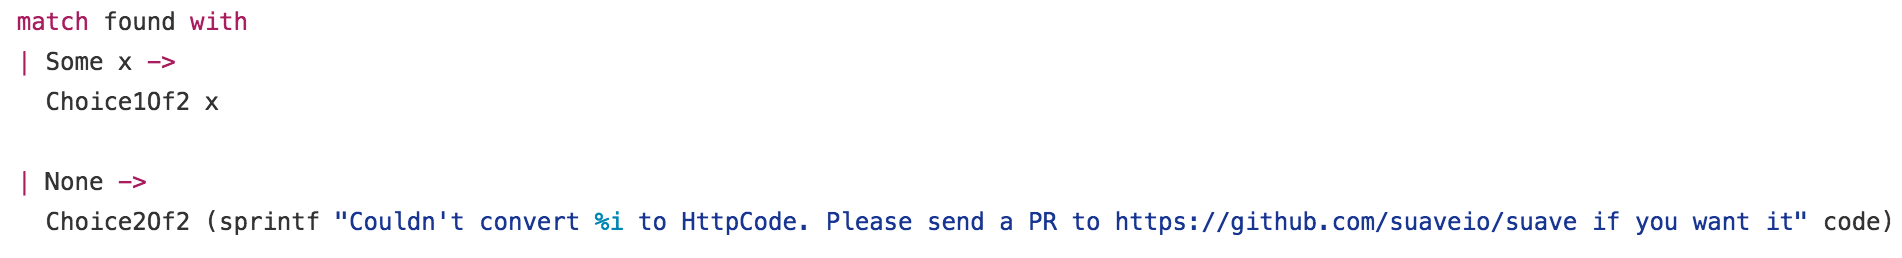 match found with
| Some x ->
  Choice1Of2 x

| None ->
  Choice2Of2 (sprintf "Couldn't convert %i to HttpCode. Please send a PR to https://github.com/suaveio/suave if you want it" code)